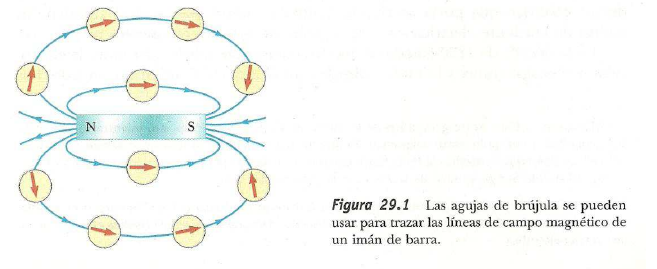 N
S
Figura 29.1 Las agujas de brújula se pueden
usar para trazar las líneas de campo magnético de
un imán de barra.